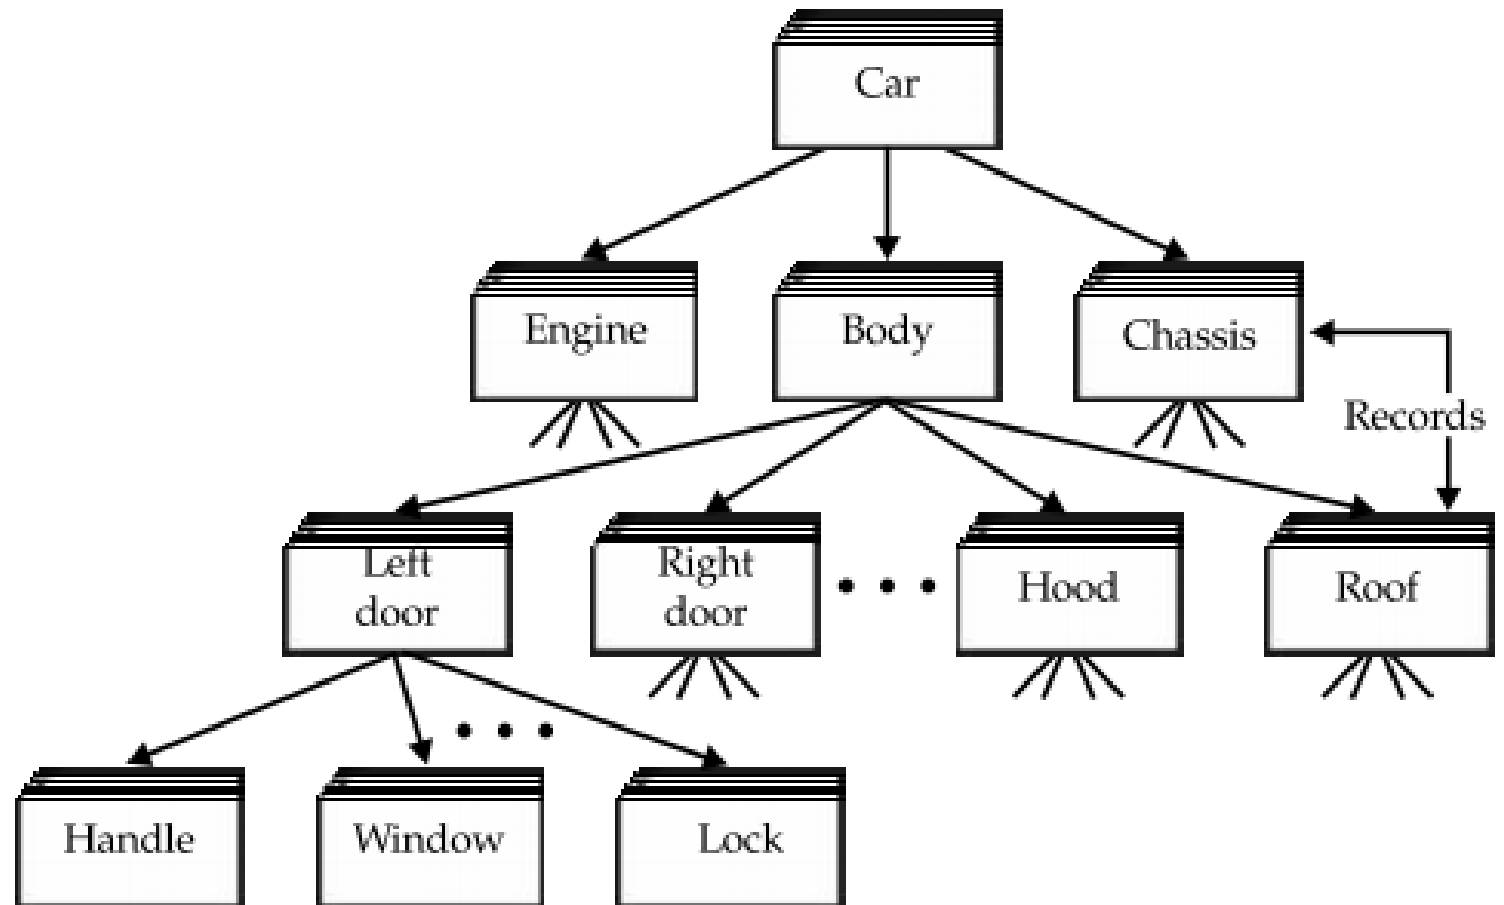 Car
Engine
Body
Chassis
Records
Left
door
Right
door
Hood
Roof
Handle
Window
Lock